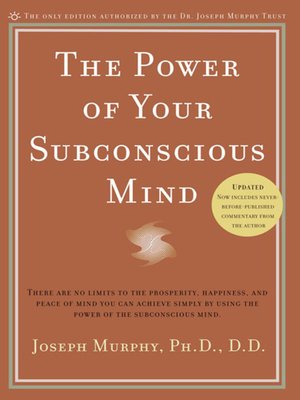 THE ONLY EDITION AUTHORIZED BY THE DR. JOSEPH MURPHY TRUST
THE POWER
OF YOUR
SUBCONSCIOUS
MIND
UPDATED
NOW INCLUDES NEVER-
BEFORE-PUBLISHED
COMMENTARY FROM
THE AUTHOR
THERE ARE NO LIMITS TO THE PROSPERITY, HAPPINESS, AND
PEACE OF MIND YOU CAN ACHIEVE SIMPLY BY USING THE
POWER OF THE SUBCONSCIOUS MIND.
JOSEPH MURPHY, PH.D., D.D.